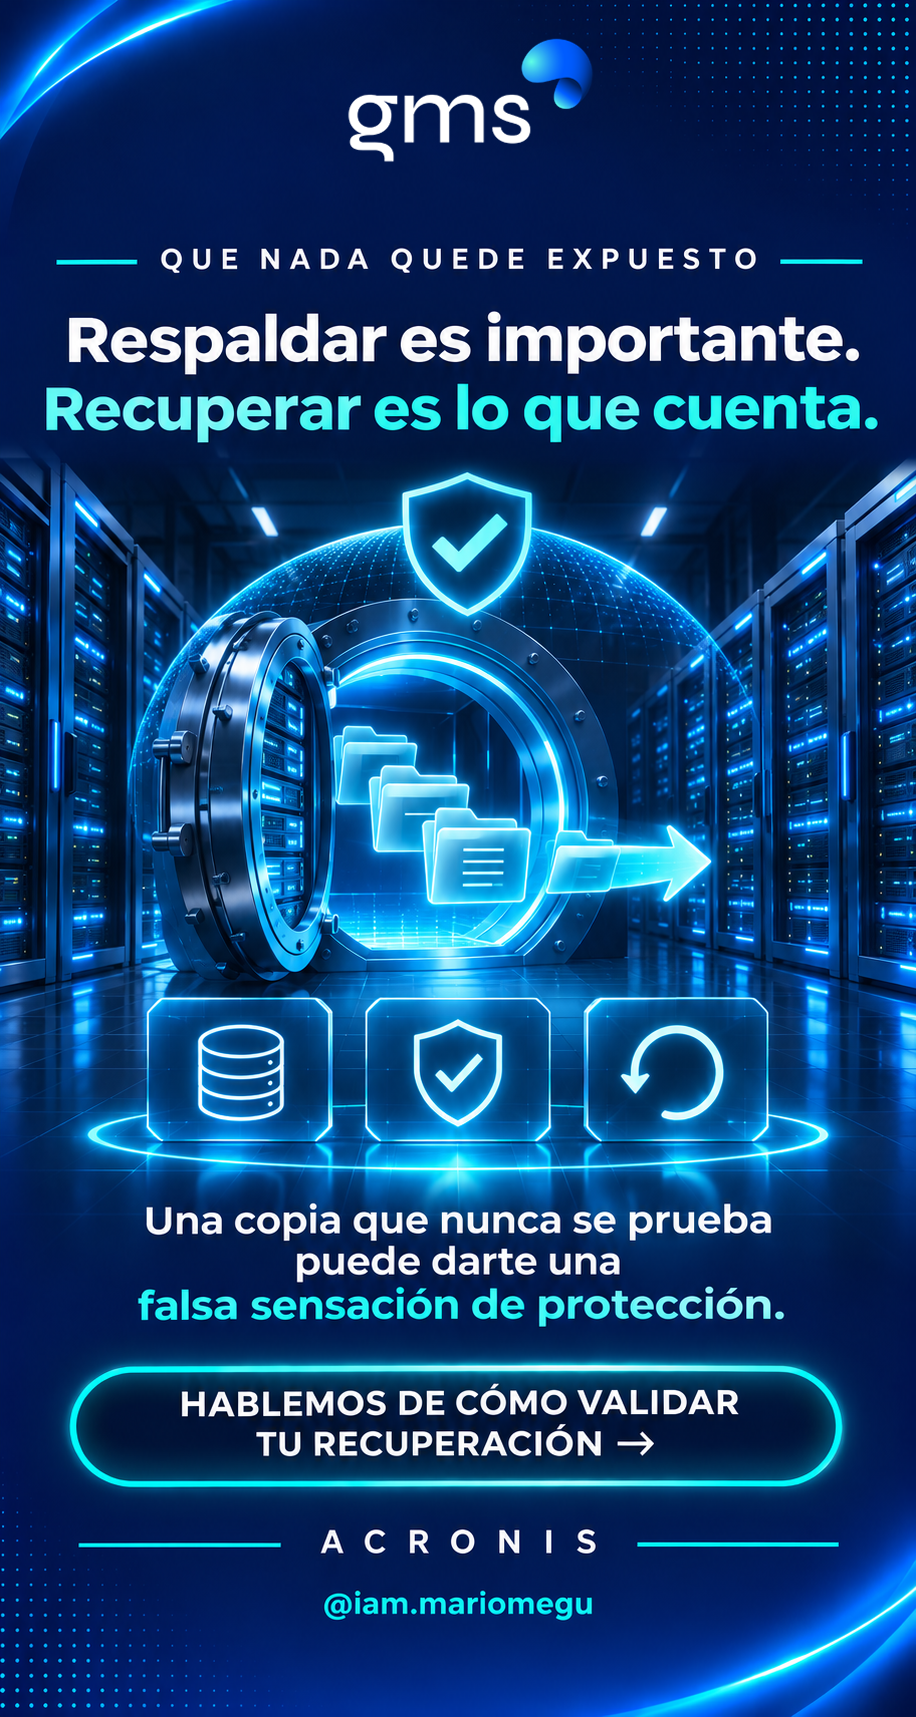 gms
QUE NADA QUEDE EXPUESTO
Respaldar es importante.
Recuperar es lo que cuenta.
Una copia que nunca se prueba
puede darte una
falsa sensación de protección.
HABLEMOS DE CÓMO VALIDAR
TU RECUPERACIÓN →
ACRONIS
@iam.mariomegu